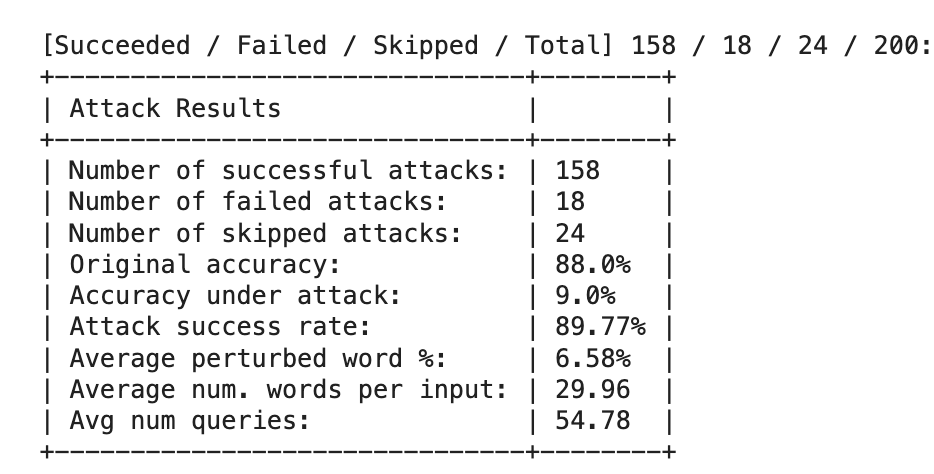 [Succeeded / Failed / Skipped / Total] 158 / 18 / 24 / 200:
+-------------------------------+--------+
| Attack Results                |        |
+-------------------------------+--------+
| Number of successful attacks: | 158    |
| Number of failed attacks:     | 18     |
| Number of skipped attacks:    | 24     |
| Original accuracy:            | 88.0%  |
| Accuracy under attack:        | 9.0%   |
| Attack success rate:          | 89.77% |
| Average perturbed word %:     | 6.58%  |
| Average num. words per input: | 29.96  |
| Avg num queries:              | 54.78  |
+-------------------------------+--------+